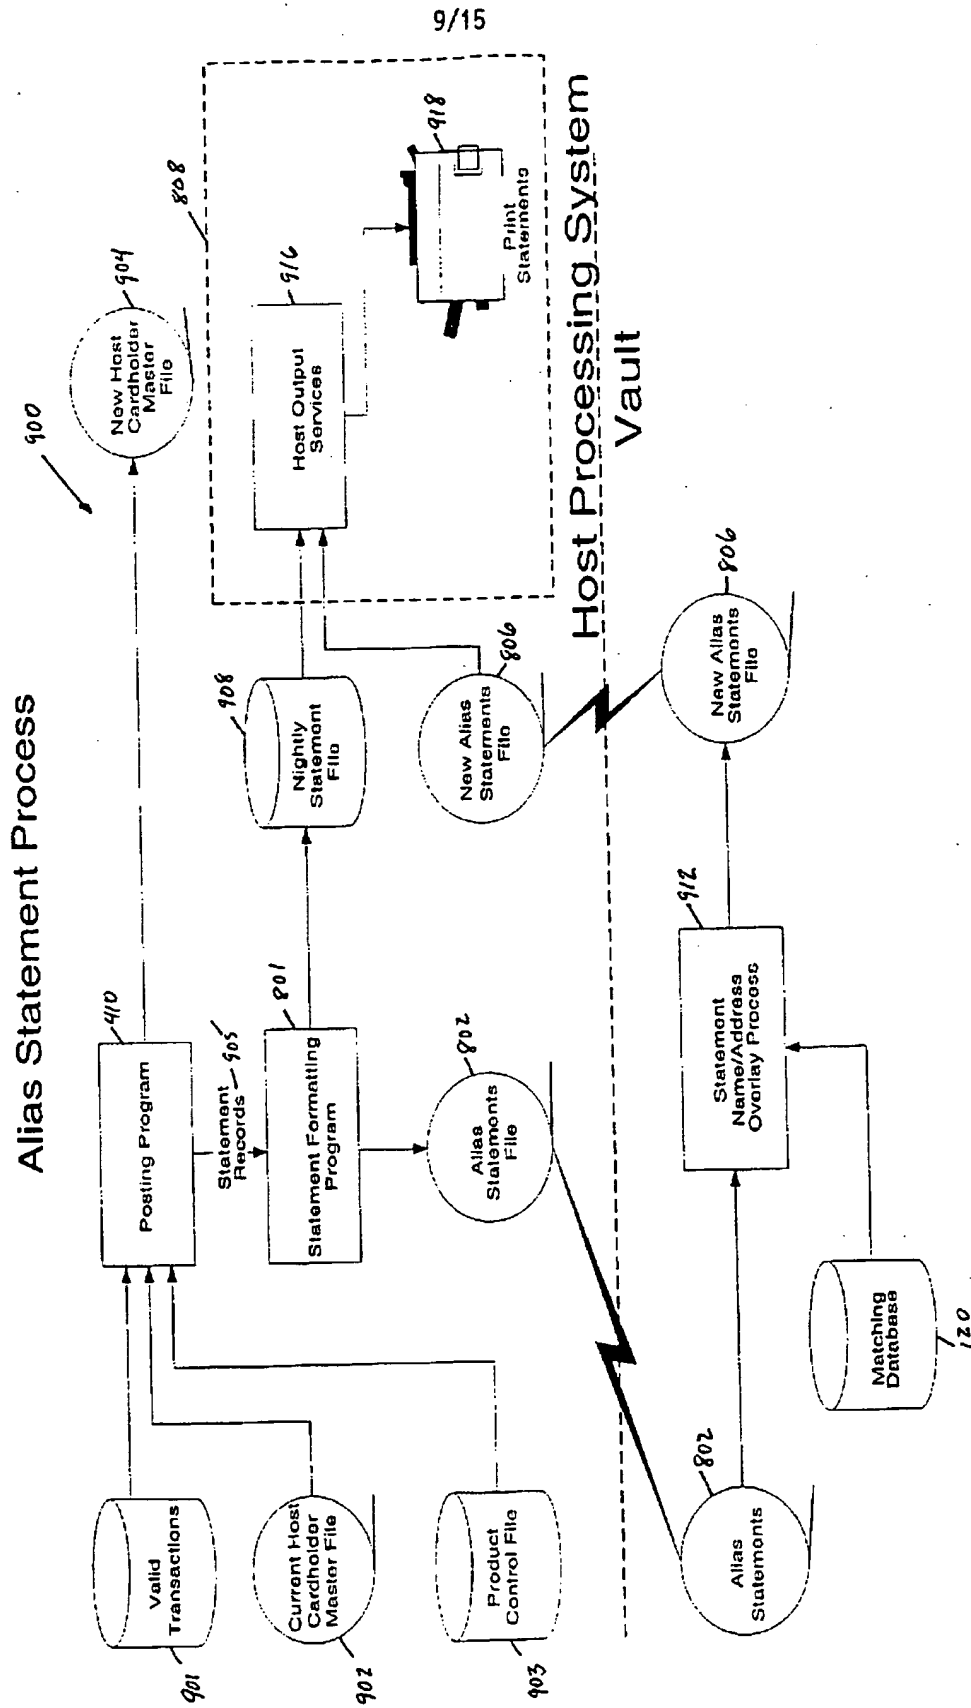 9/15
Alias Statement Process
900
Valid
Transactions
901
Current Host
Cardholder
Master File
902
Product
Control File
903
Posting Program
410
Statement
Records
905
Statement Formatting
Program
801
Alias
Statements
File
802
New Host
Cardholder
Master
File
904
Nightly
Statement
File
908
New Alias
Statements
File
806
808
Host Output
Services
916
918
Print
Statements
Host Processing System
Vault
Alias
Statements
802
Matching
Database
120
Statement
Name/Address
Overlay Process
912
New Alias
Statements
File
806